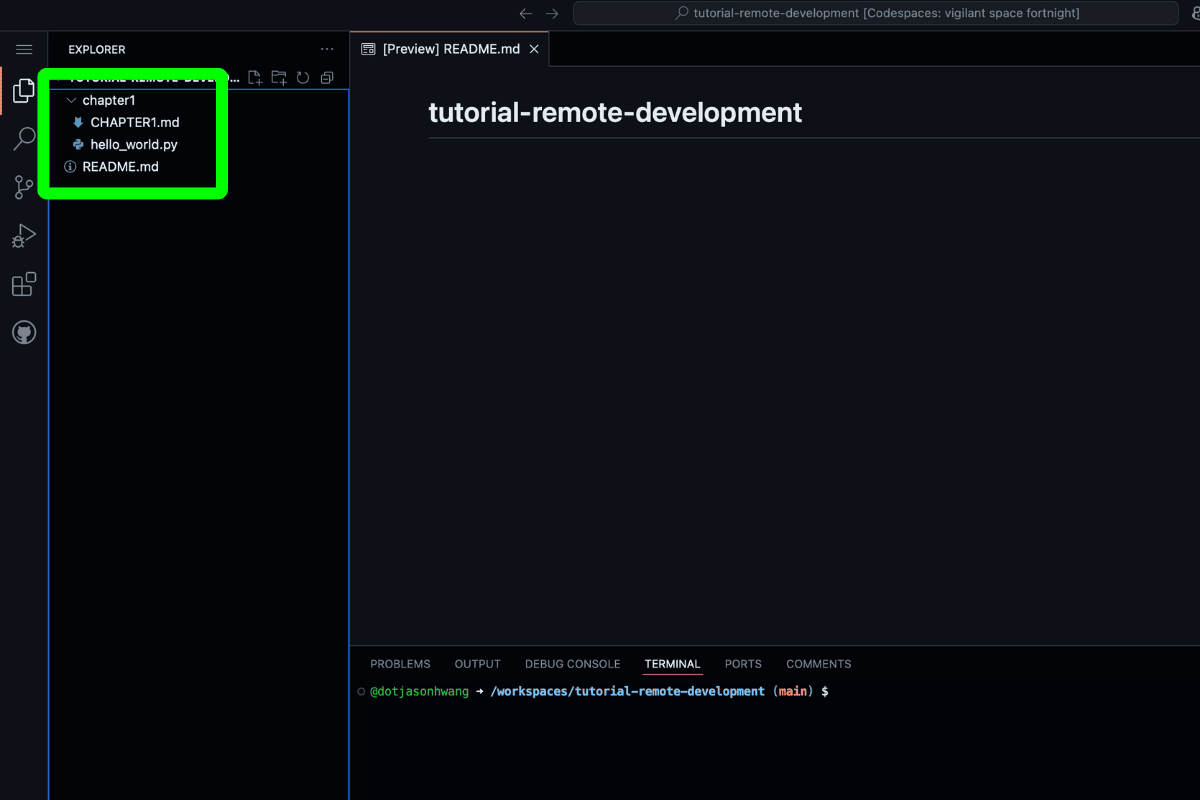 tutorial-remote-development [Codespaces: vigilant space fortnight]
EXPLORER
[Preview] README.md
TUTORIAL-REMOTE-DEVELO...
chapter1
CHAPTER1.md
hello_world.py
README.md
tutorial-remote-development
PROBLEMS OUTPUT DEBUG CONSOLE TERMINAL PORTS COMMENTS
@dotjasonhwang ➜ /workspaces/tutorial-remote-development (main) $